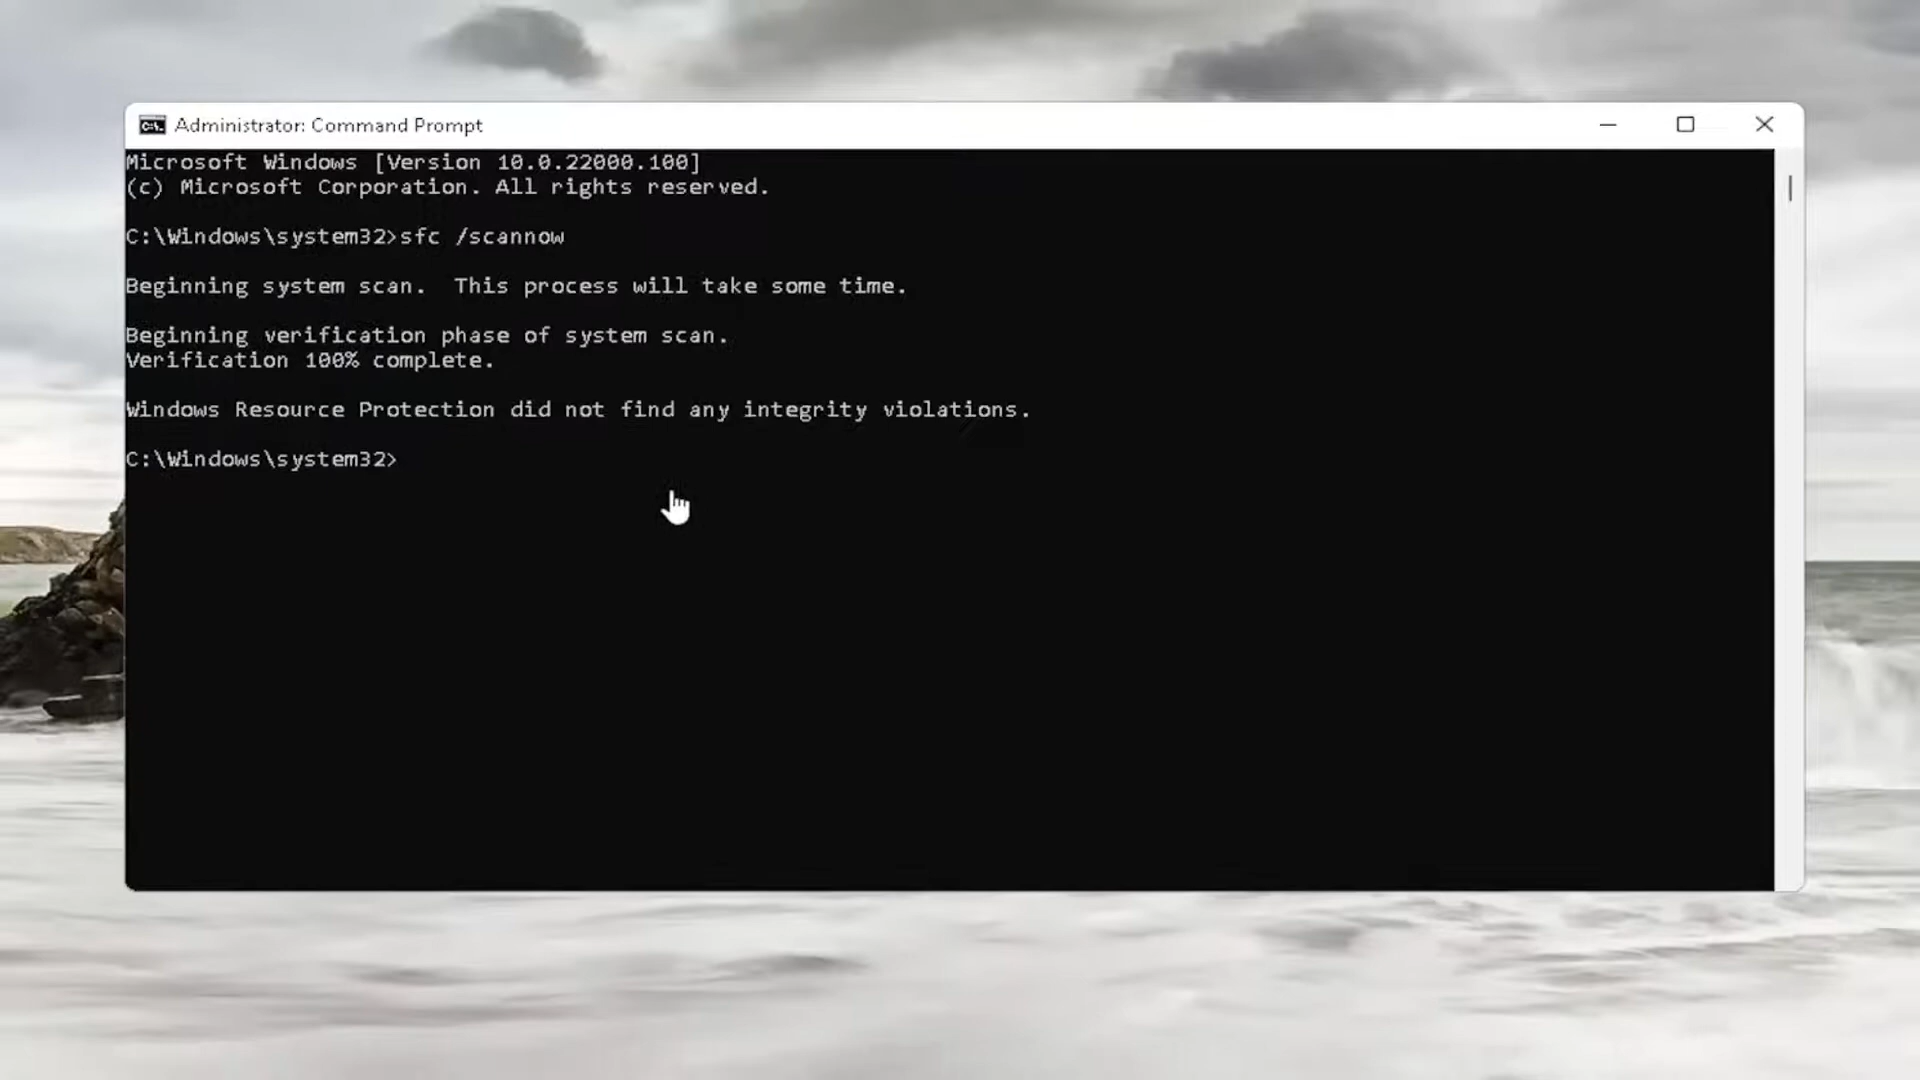 Administrator: Command Prompt
Microsoft Windows [Version 10.0.22000.100]
(c) Microsoft Corporation. All rights reserved.
C:\Windows\system32>sfc /scannow
Beginning system scan.  This process will take some time.
Beginning verification phase of system scan.
Verification 100% complete.
Windows Resource Protection did not find any integrity violations.
C:\Windows\system32>